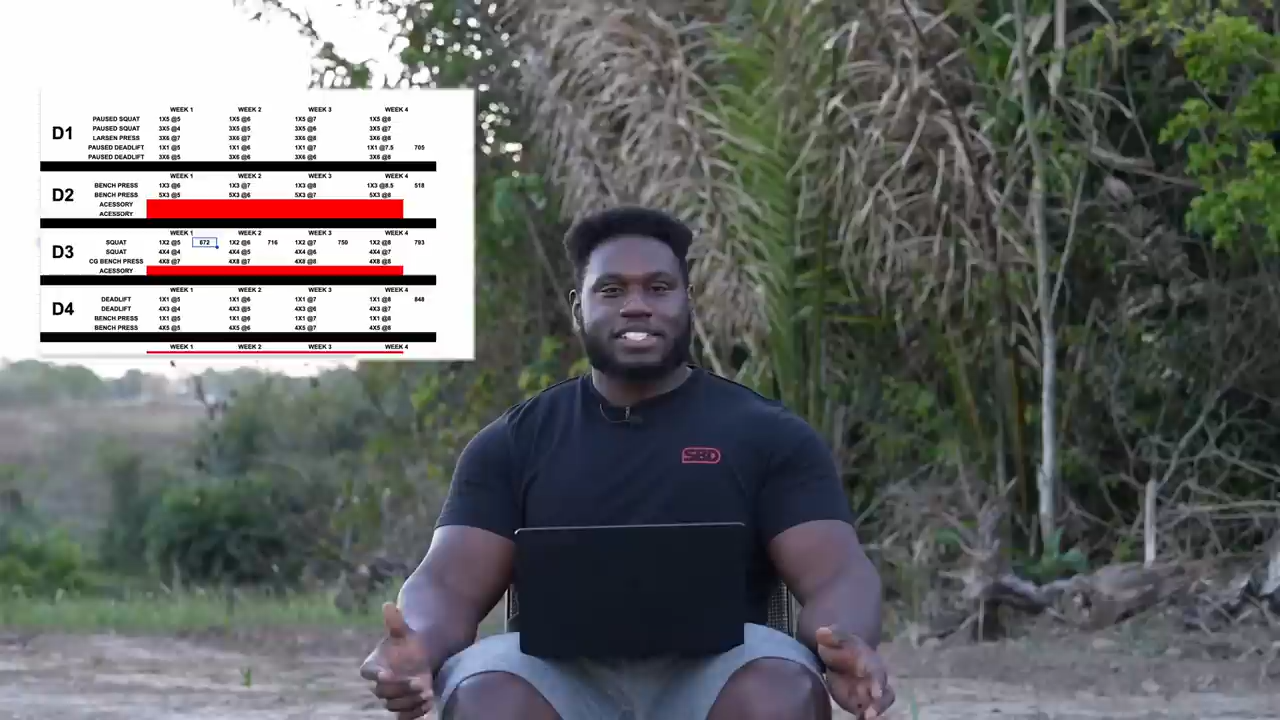 WEEK 1 WEEK 2 WEEK 3 WEEK 4
D1
PAUSED SQUAT 1X5 @5 1X5 @6 1X5 @7 1X5 @8
PAUSED SQUAT 3X5 @4 3X5 @5 3X5 @6 3X5 @7
LARSEN PRESS 3X6 @7 3X6 @7 3X6 @8 3X6 @8
PAUSED DEADLIFT 1X1 @5 1X1 @6 1X1 @7 1X1 @7.5 705
PAUSED DEADLIFT 3X6 @5 3X6 @6 3X6 @6 3X6 @8
WEEK 1 WEEK 2 WEEK 3 WEEK 4
D2
BENCH PRESS 1X3 @6 1X3 @7 1X3 @8 1X3 @8.5 518
BENCH PRESS 5X3 @5 5X3 @6 5X3 @7 5X3 @8
ACESSORY
ACESSORY
WEEK 1 WEEK 2 WEEK 3 WEEK 4
D3
SQUAT 1X2 @5 672 1X2 @6 716 1X2 @7 750 1X2 @8 793
SQUAT 4X4 @4 4X4 @5 4X4 @6 4X4 @7
CG BENCH PRESS 4X8 @7 4X8 @7 4X8 @8 4X8 @8
ACESSORY
WEEK 1 WEEK 2 WEEK 3 WEEK 4
D4
DEADLIFT 1X1 @5 1X1 @6 1X1 @7 1X1 @8 848
DEADLIFT 4X3 @4 4X3 @5 4X3 @6 4X3 @7
BENCH PRESS 1X1 @5 1X1 @6 1X1 @7 1X1 @8
BENCH PRESS 4X5 @5 4X5 @6 4X5 @7 4X5 @8
WEEK 1 WEEK 2 WEEK 3 WEEK 4
SBD